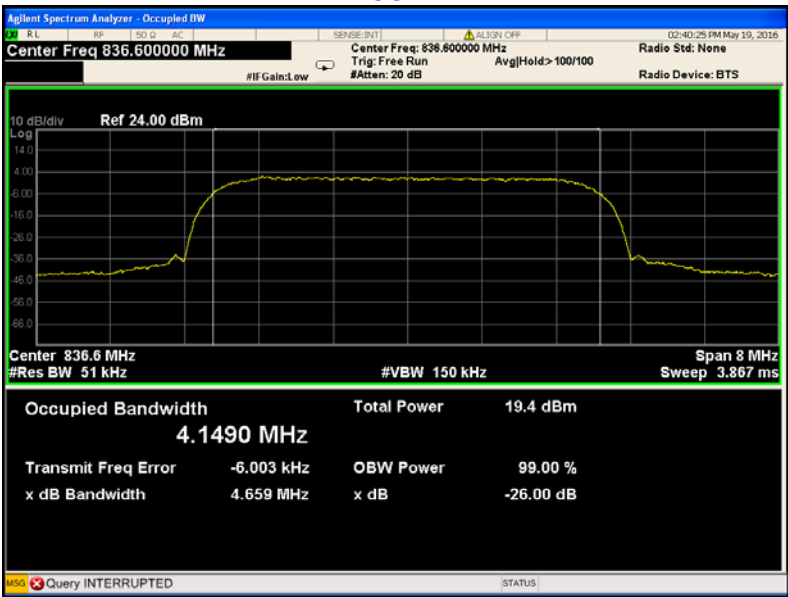 Agilent Spectrum Analyzer - Occupied BW
RL RF 50 Ω AC SENSE:INT ALIGN OFF 02:40:25 PM May 19, 2016
Center Freq 836.600000 MHz
Center Freq: 836.600000 MHz Radio Std: None
Trig: Free Run Avg|Hold:> 100/100
#IFGain:Low #Atten: 20 dB Radio Device: BTS
10 dB/div Ref 24.00 dBm
Log
14.0
4.00
-6.00
-16.0
-26.0
-36.0
-46.0
-56.0
-66.0
Center 836.6 MHz Span 8 MHz
#Res BW 51 kHz #VBW 150 kHz Sweep 3.867 ms
Occupied Bandwidth Total Power 19.4 dBm
4.1490 MHz
Transmit Freq Error -6.003 kHz OBW Power 99.00 %
x dB Bandwidth 4.659 MHz x dB -26.00 dB
MSG Query INTERRUPTED STATUS